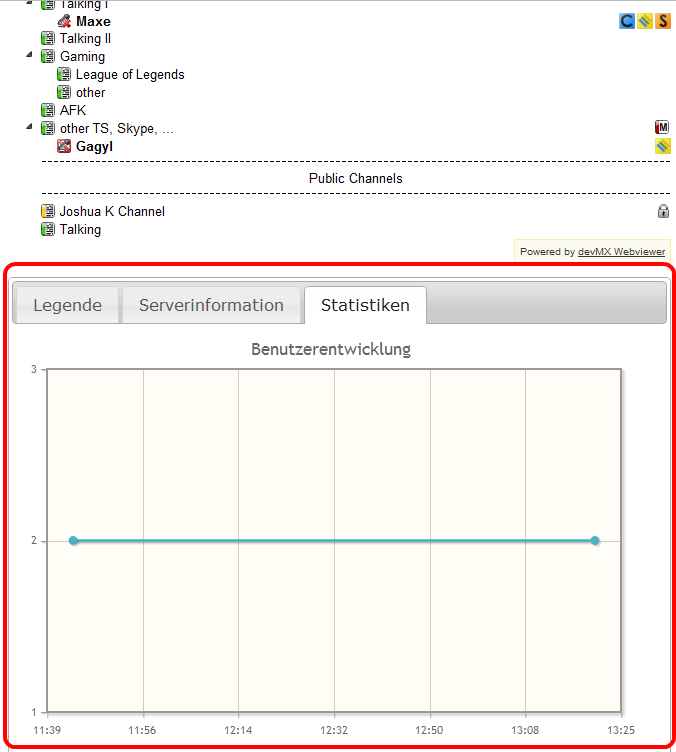 Talking I
Maxe
C S
Talking II
Gaming
League of Legends
other
AFK
other TS, Skype, ...
M
Gagyl
Public Channels
Joshua K Channel
Talking
Powered by devMX Webviewer
Legende Serverinformation Statistiken
Benutzerentwicklung
3
2
1
11:39 11:56 12:14 12:32 12:50 13:08 13:25